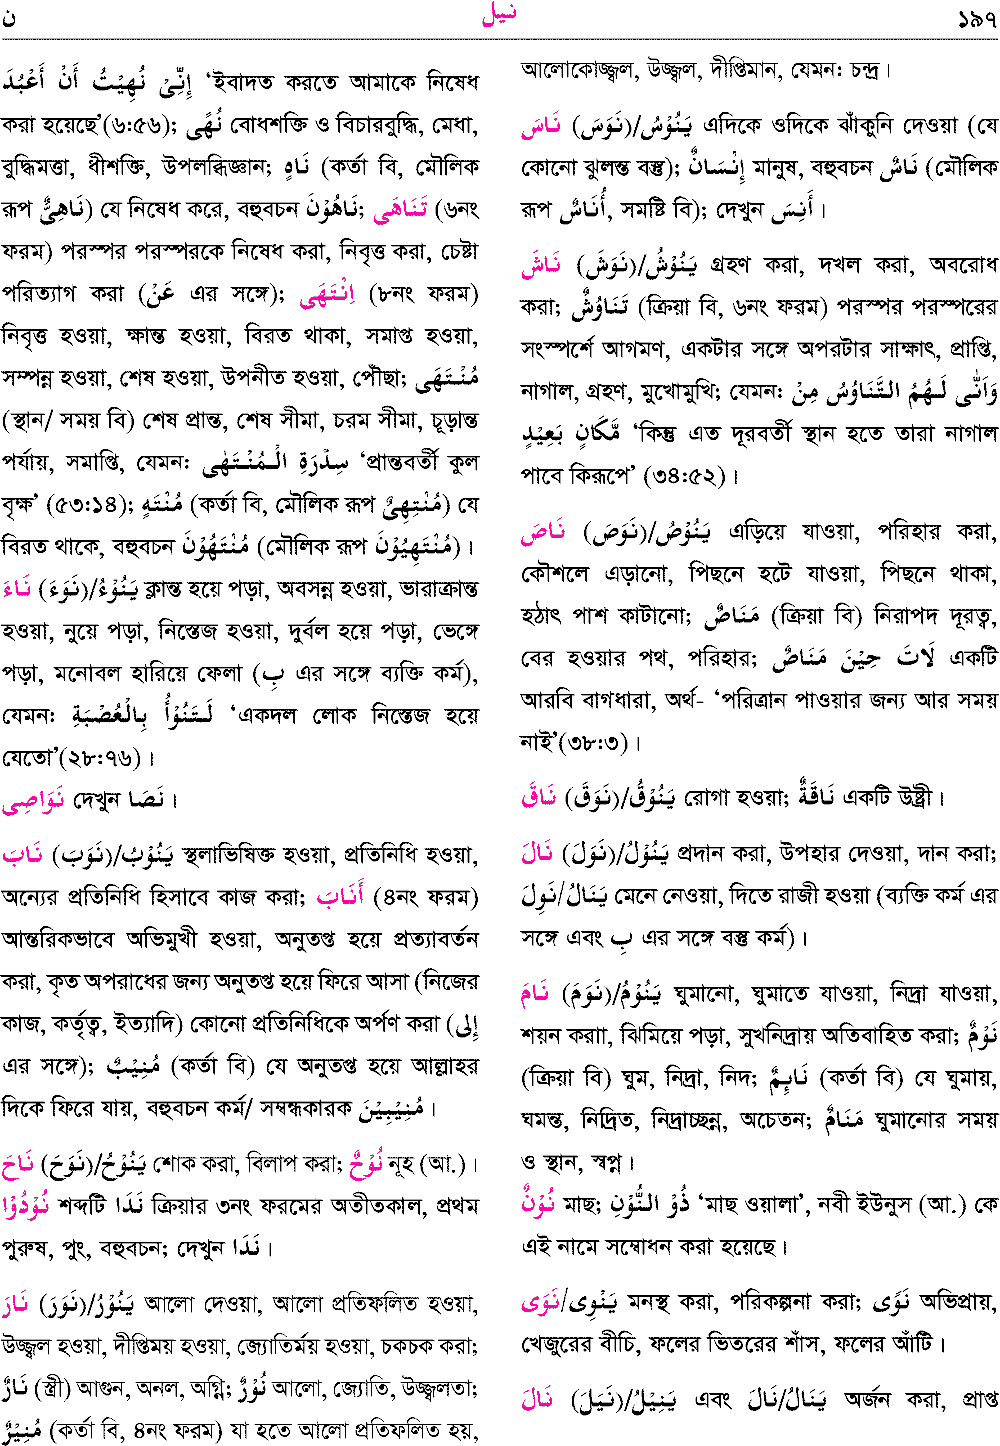 ن نيل ১৯৭
إِنِّىْ نُهِيْتُ أَنْ أَعْبُدَ ‘ইবাদত করতে আমাকে নিষেধ
করা হয়েছে’(৬:৫৬); نُهًى বোধশক্তি ও বিচারবুদ্ধি, মেধা,
বুদ্ধিমত্তা, ধীশক্তি, উপলব্ধিজ্ঞান; نَاهٍ (কর্তা বি, মৌলিক
রূপ نَاهِىٌ) যে নিষেধ করে, বহুবচন نَاهُوْنَ; تَنَاهَى (৬নং
ফরম) পরস্পর পরস্পরকে নিষেধ করা, নিবৃত্ত করা, চেষ্টা
পরিত্যাগ করা (عَنْ এর সঙ্গে); اِنْتَهَى (৮নং ফরম)
নিবৃত্ত হওয়া, ক্ষান্ত হওয়া, বিরত থাকা, সমাপ্ত হওয়া,
সম্পন্ন হওয়া, শেষ হওয়া, উপনীত হওয়া, পৌঁছা; مُنْتَهَى
(স্থান/ সময় বি) শেষ প্রান্ত, শেষ সীমা, চরম সীমা, চূড়ান্ত
পর্যায়, সমাপ্তি, যেমন: سِدْرَةِ الْمُنْتَهٰى ‘প্রান্তবর্তী কুল
বৃক্ষ’ (৫৩:১৪); مُنْتَهٍ (কর্তা বি, মৌলিক রূপ مُنْتِهِىٌ) যে
বিরত থাকে, বহুবচন مُنْتَهُوْنَ (মৌলিক রূপ مُنْتَهِيُوْنَ)।
نَاءَ (نَوَءَ)/يَنُوْءُ ক্লান্ত হয়ে পড়া, অবসন্ন হওয়া, ভারাক্রান্ত
হওয়া, নুয়ে পড়া, নিস্তেজ হওয়া, দুর্বল হয়ে পড়া, ভেঙ্গে
পড়া, মনোবল হারিয়ে ফেলা (بِ এর সঙ্গে ব্যক্তি কর্ম),
যেমন: لَتَنُوْأُ بِالْعُصْبَةِ ‘একদল লোক নিস্তেজ হয়ে
যেতো’(২৮:৭৬)।
نَوَاصِى দেখুন نَصَا।
نَابَ (نَوَبَ)/يَنُوْبُ স্থলাভিষিক্ত হওয়া, প্রতিনিধি হওয়া,
অন্যের প্রতিনিধি হিসাবে কাজ করা; أَنَابَ (৪নং ফরম)
আন্তরিকভাবে অভিমুখী হওয়া, অনুতপ্ত হয়ে প্রত্যাবর্তন
করা, কৃত অপরাধের জন্য অনুতপ্ত হয়ে ফিরে আসা (নিজের
কাজ, কর্তৃত্ব, ইত্যাদি) কোনো প্রতিনিধিকে অর্পণ করা (إِلى
এর সঙ্গে); مُنِيْبٌ (কর্তা বি) যে অনুতপ্ত হয়ে আল্লাহর
দিকে ফিরে যায়, বহুবচন কর্ম/ সম্বন্ধকারক مُنِيْبِيْنَ।
نَاحَ (نَوَحَ)/يَنُوْحُ শোক করা, বিলাপ করা; نُوْحٌ নূহ (আ.)।
نُوْدُوْا শব্দটি نَدَا ক্রিয়ার ৩নং ফরমের অতীতকাল, প্রথম
পুরুষ, পুং, বহুবচন; দেখুন نَدَا।
نَارَ (نَوَرَ)/يَنُوْرُ আলো দেওয়া, আলো প্রতিফলিত হওয়া,
উজ্জ্বল হওয়া, দীপ্তিময় হওয়া, জ্যোতির্ময় হওয়া, চকচক করা;
نَارٌ (স্ত্রী) আগুন, অনল, অগ্নি; نُوْرٌ আলো, জ্যোতি, উজ্জ্বলতা;
مُنِيْرٌ (কর্তা বি, ৪নং ফরম) যা হতে আলো প্রতিফলিত হয়,
আলোকোজ্জ্বল, উজ্জ্বল, দীপ্তিমান, যেমন: চন্দ্র।
نَاسَ (نَوَسَ)/يَنُوْسُ এদিকে ওদিকে ঝাঁকুনি দেওয়া (যে
কোনো ঝুলন্ত বস্তু); إِنْسَانٌ মানুষ, বহুবচন نَاسٌ (মৌলিক
রূপ أُنَاسٌ, সমষ্টি বি); দেখুন أَنِسَ।
نَاشَ (نَوَشَ)/يَنُوْشُ গ্রহণ করা, দখল করা, অবরোধ
করা; تَنَاوُشٌ (ক্রিয়া বি, ৬নং ফরম) পরস্পর পরস্পরের
সংস্পর্শে আগমণ, একটার সঙ্গে অপরটার সাক্ষাৎ, প্রাপ্তি,
নাগাল, গ্রহণ, মুখোমুখি; যেমন: وَأَنّٰى لَهُمُ التَّنَاوُسُ مِنْ
مَّكَانٍ بَعِيْدٍ ‘কিন্তু এত দূরবর্তী স্থান হতে তারা নাগাল
পাবে কিরূপে’ (৩৪:৫২)।
نَاصَ (نَوَصَ)/يَنُوْصُ এড়িয়ে যাওয়া, পরিহার করা,
কৌশলে এড়ানো, পিছনে হটে যাওয়া, পিছনে থাকা,
হঠাৎ পাশ কাটানো; مَنَاصٌ (ক্রিয়া বি) নিরাপদ দূরত্ব,
বের হওয়ার পথ, পরিহার; لَاتَ حِيْنَ مَنَاصٌ একটি
আরবি বাগধারা, অর্থ- ‘পরিত্রান পাওয়ার জন্য আর সময়
নাই’(৩৮:৩)।
نَاقَ (نَوَقَ)/يَنُوْقُ রোগা হওয়া; نَاقَةٌ একটি উষ্ট্রী।
نَالَ (نَوَلَ)/يَنُوْلُ প্রদান করা, উপহার দেওয়া, দান করা;
نَوِلَ/يَنَالُ মেনে নেওয়া, দিতে রাজী হওয়া (ব্যক্তি কর্ম এর
সঙ্গে এবং بِ এর সঙ্গে বস্তু কর্ম)।
نَامَ (نَوَمَ)/يَنُوْمُ ঘুমানো, ঘুমাতে যাওয়া, নিদ্রা যাওয়া,
শয়ন করাা, ঝিমিয়ে পড়া, সুখনিদ্রায় অতিবাহিত করা; نَوْمٌ
(ক্রিয়া বি) ঘুম, নিদ্রা, নিদ; نَاىِٕمٌ (কর্তা বি) যে ঘুমায়,
ঘমন্ত, নিদ্রিত, নিদ্রাচ্ছন্ন, অচেতন; مَنَامٌ ঘুমানোর সময়
ও স্থান, স্বপ্ন।
نُوْنٌ মাছ; ذُوْ النُّوْنِ ‘মাছ ওয়ালা’, নবী ইউনুস (আ.) কে
এই নামে সম্বোধন করা হয়েছে।
نَوَى/يَنْوِى মনস্থ করা, পরিকল্পনা করা; نَوًى অভিপ্রায়,
খেজুরের বীচি, ফলের ভিতরের শাঁস, ফলের আঁটি।
نَالَ (نَيَلَ)/يَنِيْلُ এবং نَالَ/يَنَالُ অর্জন করা, প্রাপ্ত